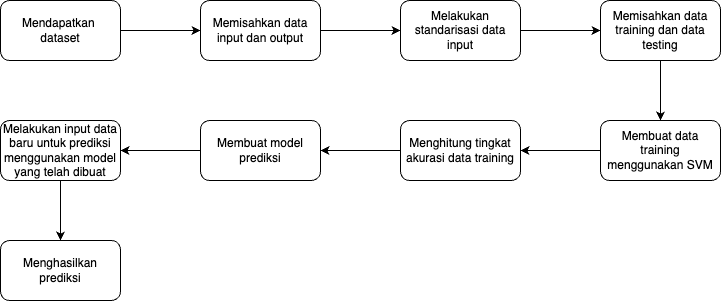 Mendapatkan
dataset
Memisahkan data
input dan output
Melakukan
standarisasi data
input
Memisahkan data
training dan data
testing
Membuat data
training
menggunakan SVM
Menghitung tingkat
akurasi data training
Membuat model
prediksi
Melakukan input data
baru untuk prediksi
menggunakan model
yang telah dibuat
Menghasilkan
prediksi